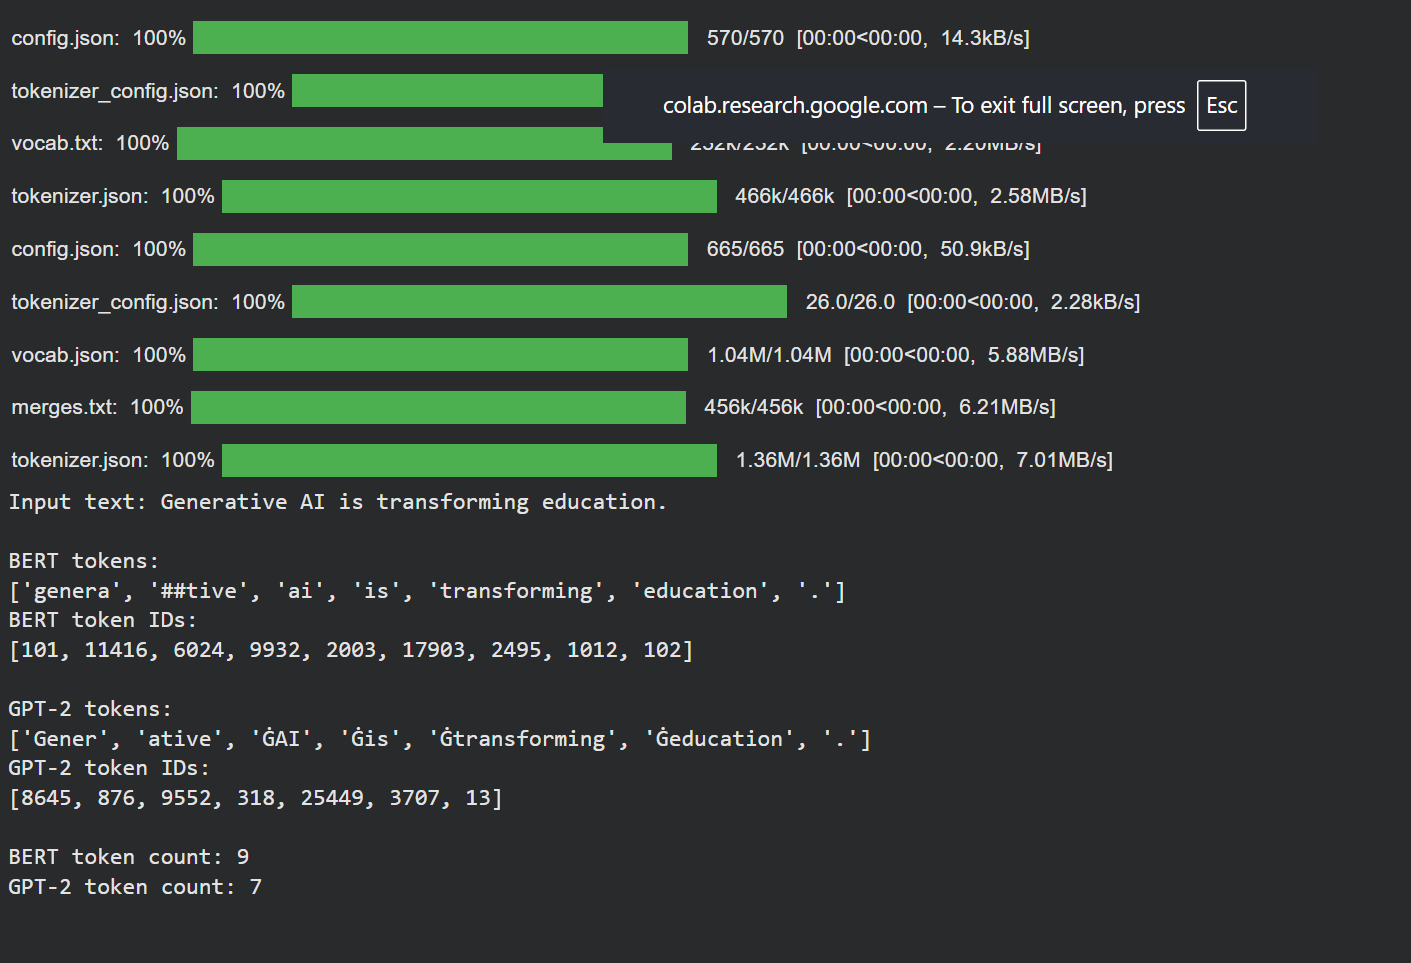 config.json: 100% 570/570 [00:00<00:00, 14.3kB/s]
tokenizer_config.json: 100%
colab.research.google.com – To exit full screen, press Esc
vocab.txt: 100% 232k/232k [00:00<00:00, 2.20MB/s]
tokenizer.json: 100% 466k/466k [00:00<00:00, 2.58MB/s]
config.json: 100% 665/665 [00:00<00:00, 50.9kB/s]
tokenizer_config.json: 100% 26.0/26.0 [00:00<00:00, 2.28kB/s]
vocab.json: 100% 1.04M/1.04M [00:00<00:00, 5.88MB/s]
merges.txt: 100% 456k/456k [00:00<00:00, 6.21MB/s]
tokenizer.json: 100% 1.36M/1.36M [00:00<00:00, 7.01MB/s]
Input text: Generative AI is transforming education.
BERT tokens:
['genera', '##tive', 'ai', 'is', 'transforming', 'education', '.']
BERT token IDs:
[101, 11416, 6024, 9932, 2003, 17903, 2495, 1012, 102]
GPT-2 tokens:
['Gener', 'ative', 'ĠAI', 'Ġis', 'Ġtransforming', 'Ġeducation', '.']
GPT-2 token IDs:
[8645, 876, 9552, 318, 25449, 3707, 13]
BERT token count: 9
GPT-2 token count: 7